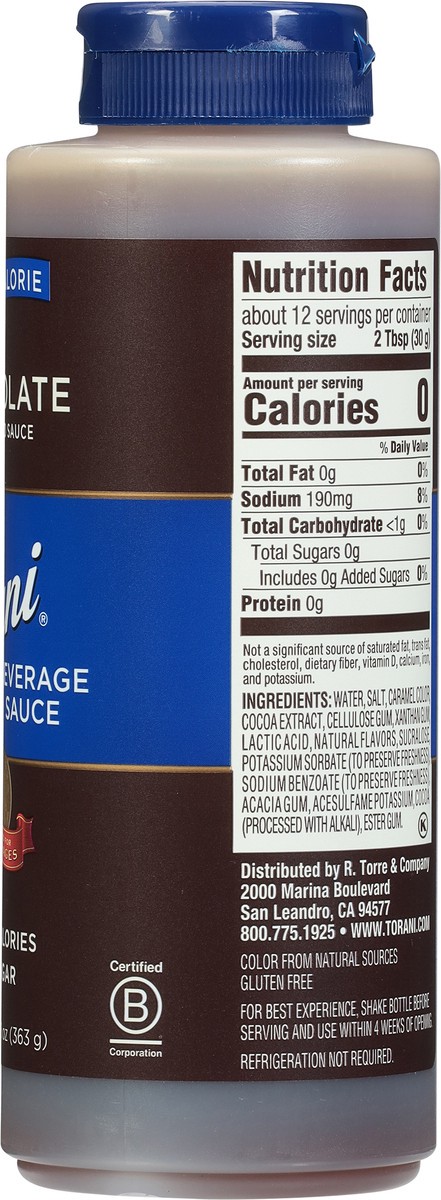 LORIE
OLATE
SAUCE
ni®
EVERAGE
SAUCE
LORIES
GAR
oz (363 g)
Certified
B
Corporation
Nutrition Facts
about 12 servings per container
Serving size 2 Tbsp (30 g)
Amount per serving
Calories 0
% Daily Value
Total Fat 0g 0%
Sodium 190mg 8%
Total Carbohydrate <1g 0%
Total Sugars 0g
Includes 0g Added Sugars 0%
Protein 0g
Not a significant source of saturated fat, trans fat,
cholesterol, dietary fiber, vitamin D, calcium, iron,
and potassium.
INGREDIENTS: WATER, SALT, CARAMEL COLOR,
COCOA EXTRACT, CELLULOSE GUM, XANTHAN GUM,
LACTIC ACID, NATURAL FLAVORS, SUCRALOSE,
POTASSIUM SORBATE (TO PRESERVE FRESHNESS),
SODIUM BENZOATE (TO PRESERVE FRESHNESS),
ACACIA GUM, ACESULFAME POTASSIUM, COCOA
(PROCESSED WITH ALKALI), ESTER GUM. K
Distributed by R. Torre & Company
2000 Marina Boulevard
San Leandro, CA 94577
800.775.1925 • WWW.TORANI.COM
COLOR FROM NATURAL SOURCES
GLUTEN FREE
FOR BEST EXPERIENCE, SHAKE BOTTLE BEFORE
SERVING AND USE WITHIN 4 WEEKS OF OPENING.
REFRIGERATION NOT REQUIRED.